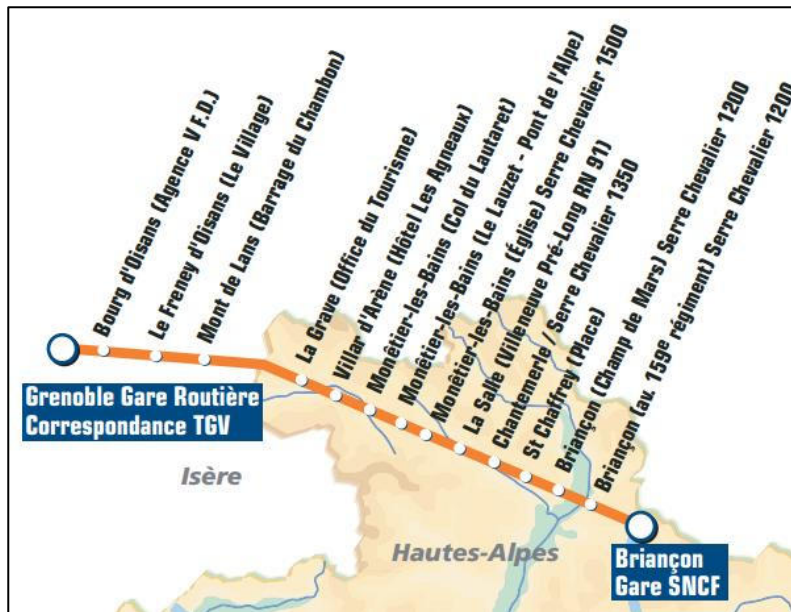 Bourg d'Oisans (Agence V F.D.)
Le Freney d'Oisans (Le Village)
Mont de Lans (Barrage du Chambon)
La Grave (Office du Tourisme)
Villar d'Arène (Hôtel Les Agneaux)
Monêtier-les-Bains (Col du Lautaret)
Monêtier-les-Bains (Le Lauzet - Pont de l'Alpe)
Monêtier-les-Bains (Église) Serre Chevalier 1500
La Salle (Villeneuve Pré-Long RN 91)
Chantemerle / Serre Chevalier 1350
St Chaffrey (Place)
Briançon (Champ de Mars) Serre Chevalier 1200
Briançon (av. 159e régiment) Serre Chevalier 1200
Grenoble Gare Routière
Correspondance TGV
Isère
Hautes-Alpes
Briançon
Gare SNCF